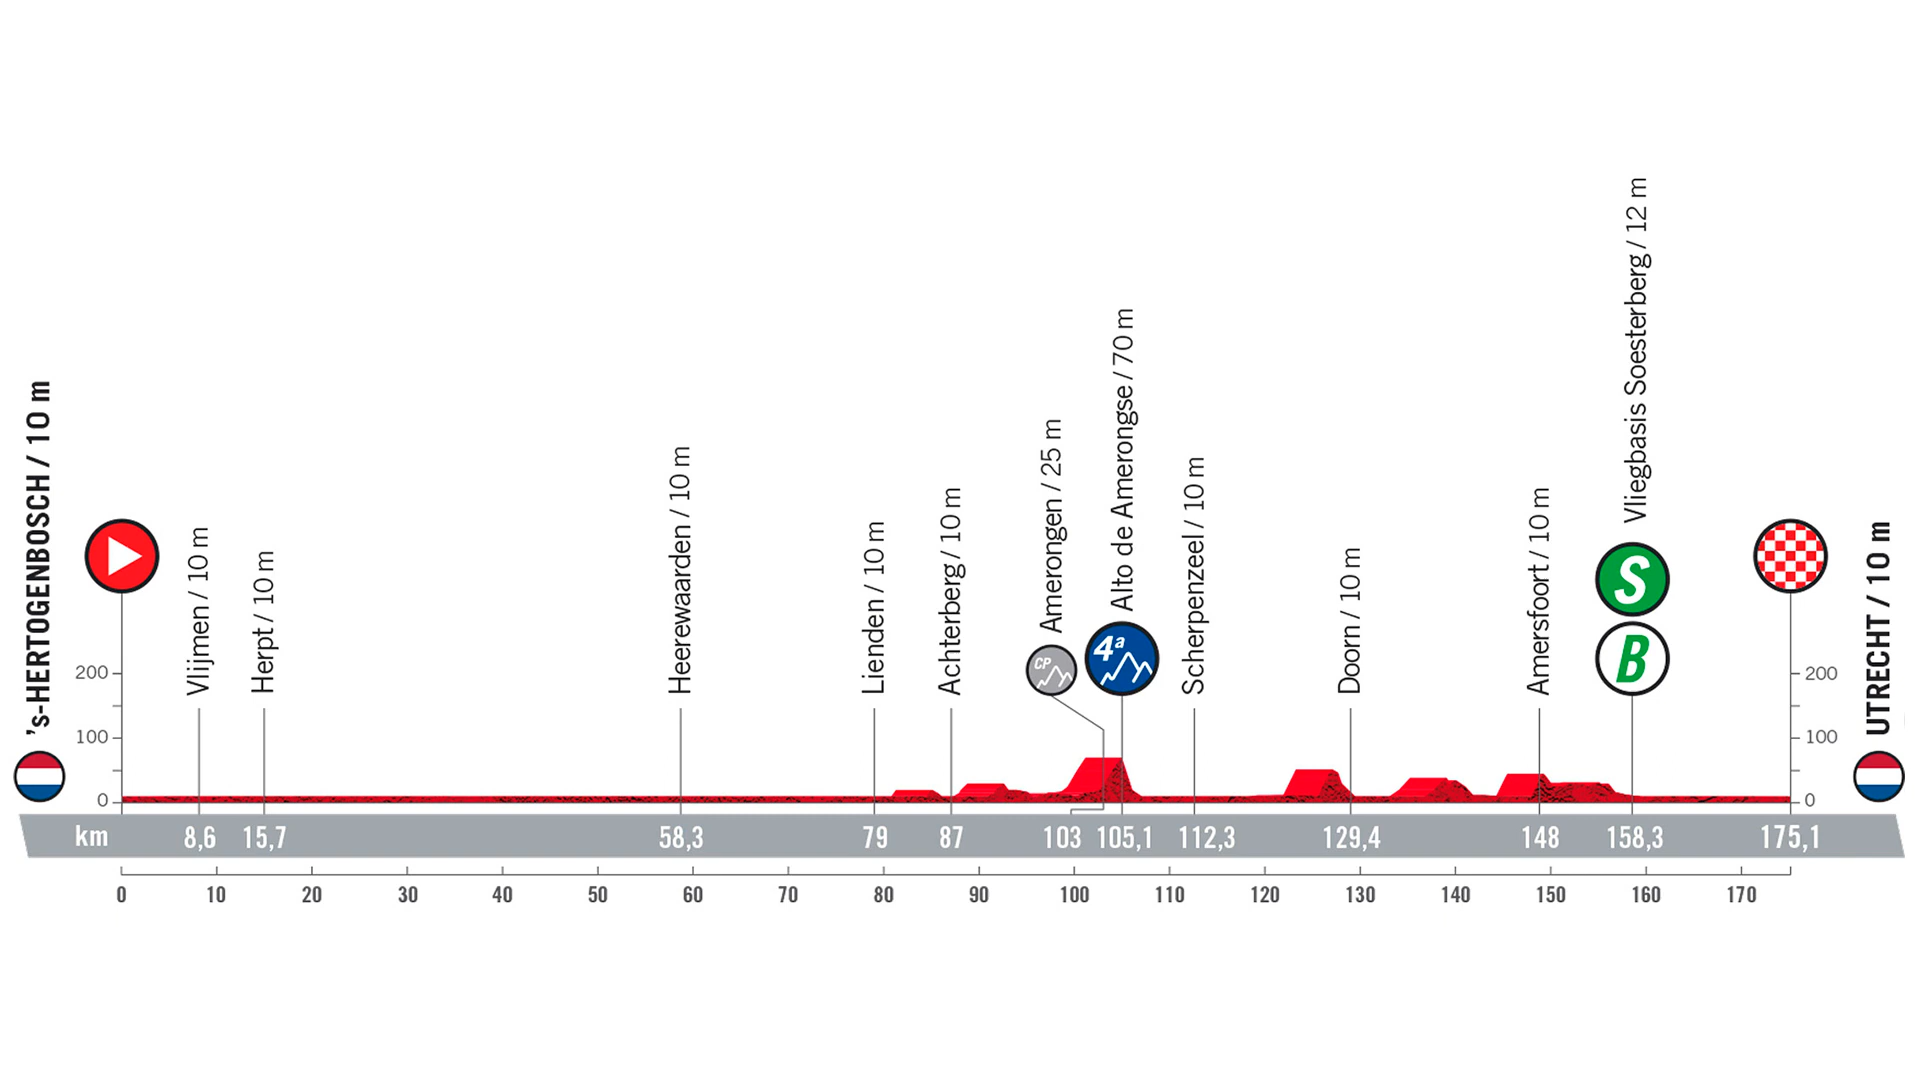 's-HERTOGENBOSCH / 10 m
Vlijmen / 10 m
Herpt / 10 m
Heerewaarden / 10 m
Lienden / 10 m
Achterberg / 10 m
Amerongen / 25 m
Alto de Amerongse / 70 m
Scherpenzeel / 10 m
Doorn / 10 m
Amersfoort / 10 m
Vliegbasis Soesterberg / 12 m
UTRECHT / 10 m
CP
4ª
S
B
200
100
0
200
100
0
km 8,6 15,7 58,3 79 87 103 105,1 112,3 129,4 148 158,3 175,1
0 10 20 30 40 50 60 70 80 90 100 110 120 130 140 150 160 170